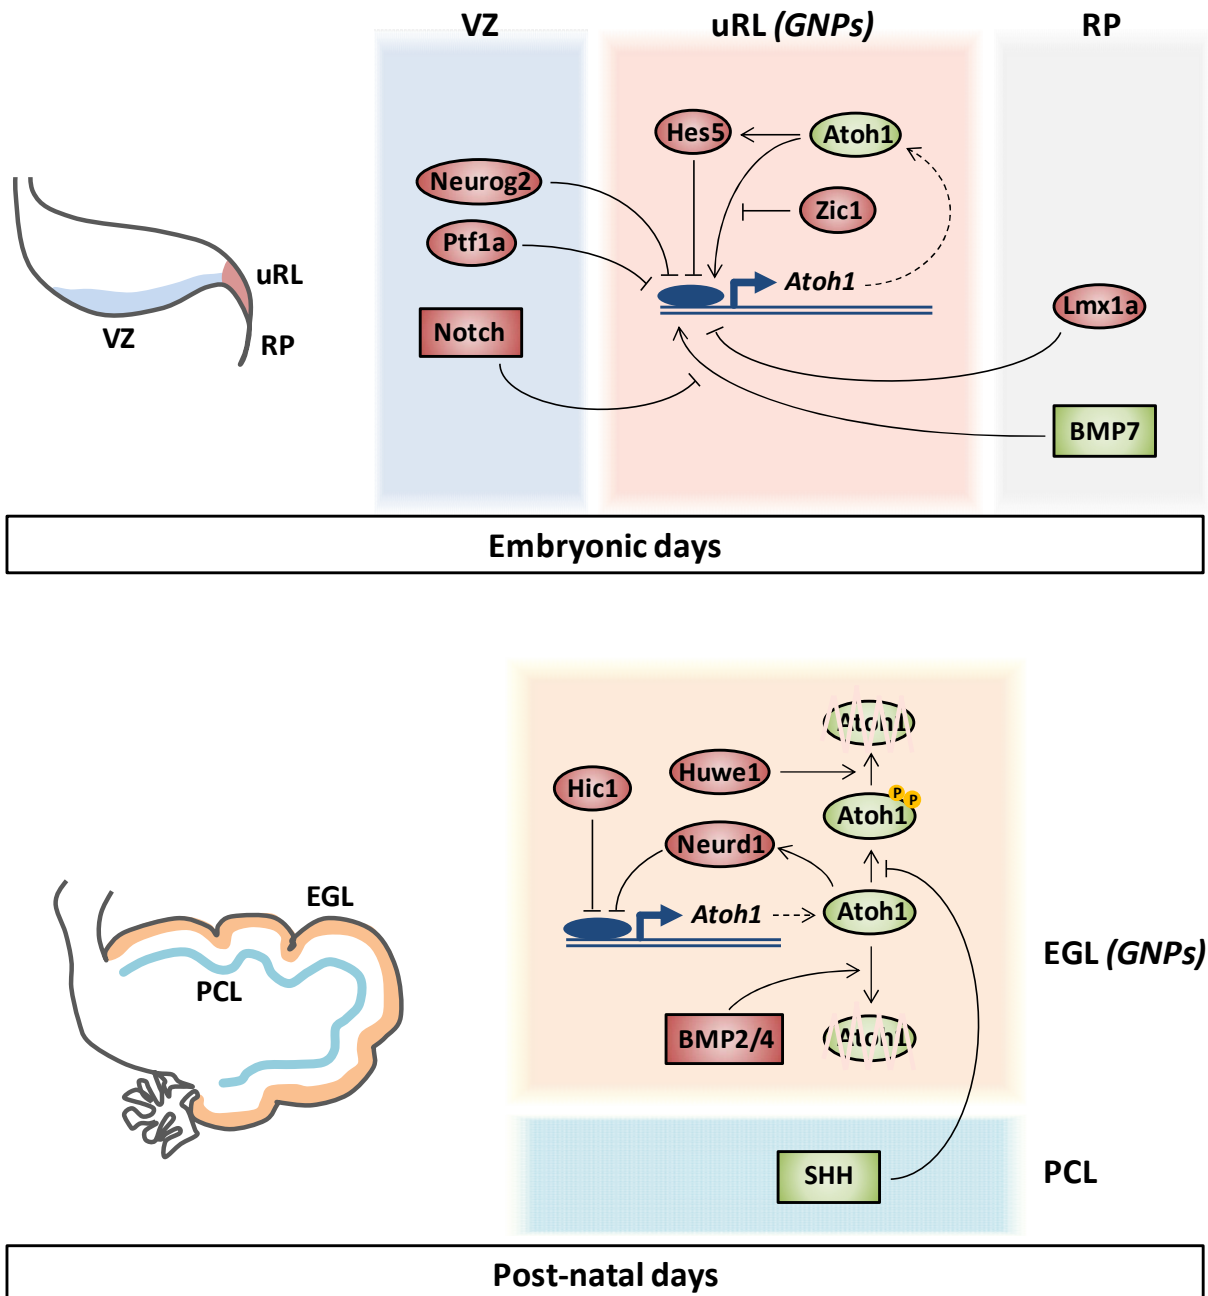 VZ
uRL (GNPs)
RP
Hes5
Atoh1
Neurog2
Zic1
Ptf1a
uRL
Atoh1
VZ
RP
Notch
Lmx1a
BMP7
Embryonic days
Atoh1
Huwe1
Hic1
P
P
Atoh1
Neurd1
EGL
Atoh1
Atoh1
EGL (GNPs)
PCL
BMP2/4
Atoh1
SHH
PCL
Post-natal days